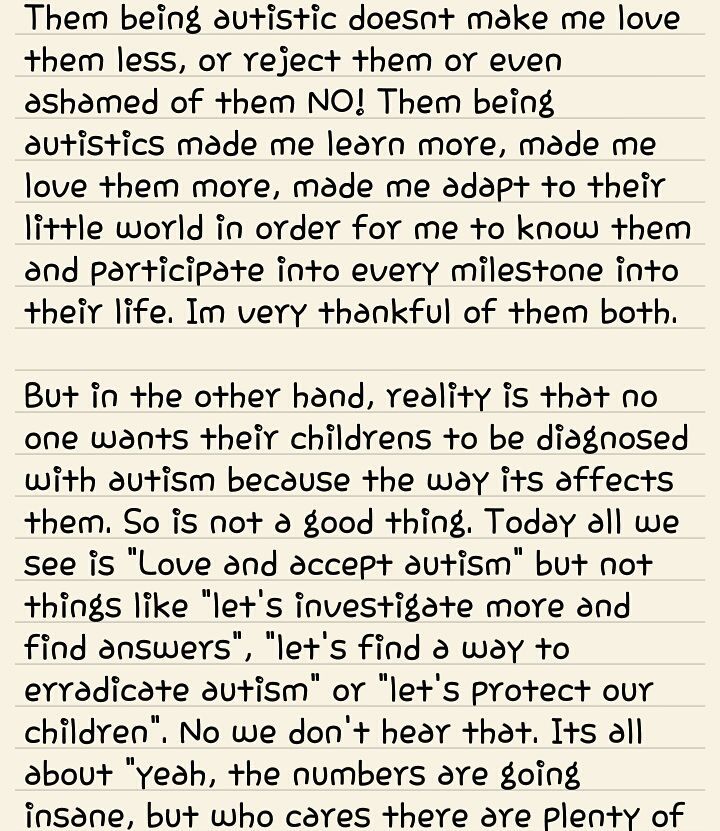 Them being autistic doesnt make me love
them less, or reject them or even
ashamed of them NO! Them being
autistics made me learn more, made me
love them more, made me adapt to their
little world in order for me to know them
and participate into every milestone into
their life. Im very thankful of them both.
But in the other hand, reality is that no
one wants their childrens to be diagnosed
with autism because the way its affects
them. So is not a good thing. Today all we
see is "Love and accept autism" but not
things like "let's investigate more and
find answers", "let's find a way to
erradicate autism" or "let's protect our
children". No we don't hear that. Its all
about "yeah, the numbers are going
insane, but who cares there are plenty of